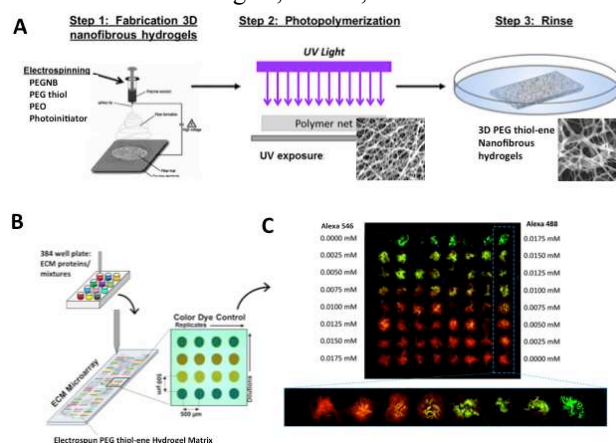 A
Step 1: Fabrication 3D
nanofibrous hydrogels
Electrospinning
PEGNB
PEG thiol
PEO
Photoinitiator
Step 2: Photopolymerization
UV Light
Polymer net
UV exposure
Step 3: Rinse
3D PEG thiol-ene
Nanofibrous
hydrogels
B
384 well plate:
ECM proteins/
mixtures
ECM Microarray
Color Dye Control
Replicates
Dilutions
500 µm
500 µm
Electrospun PEG thiol-ene Hydrogel Matrix
C
Alexa 546
0.0000 mM
0.0025 mM
0.0050 mM
0.0075 mM
0.0100 mM
0.0125 mM
0.0150 mM
0.0175 mM
Alexa 488
0.0175 mM
0.0150 mM
0.0125 mM
0.0100 mM
0.0075 mM
0.0050 mM
0.0025 mM
0.0000 mM